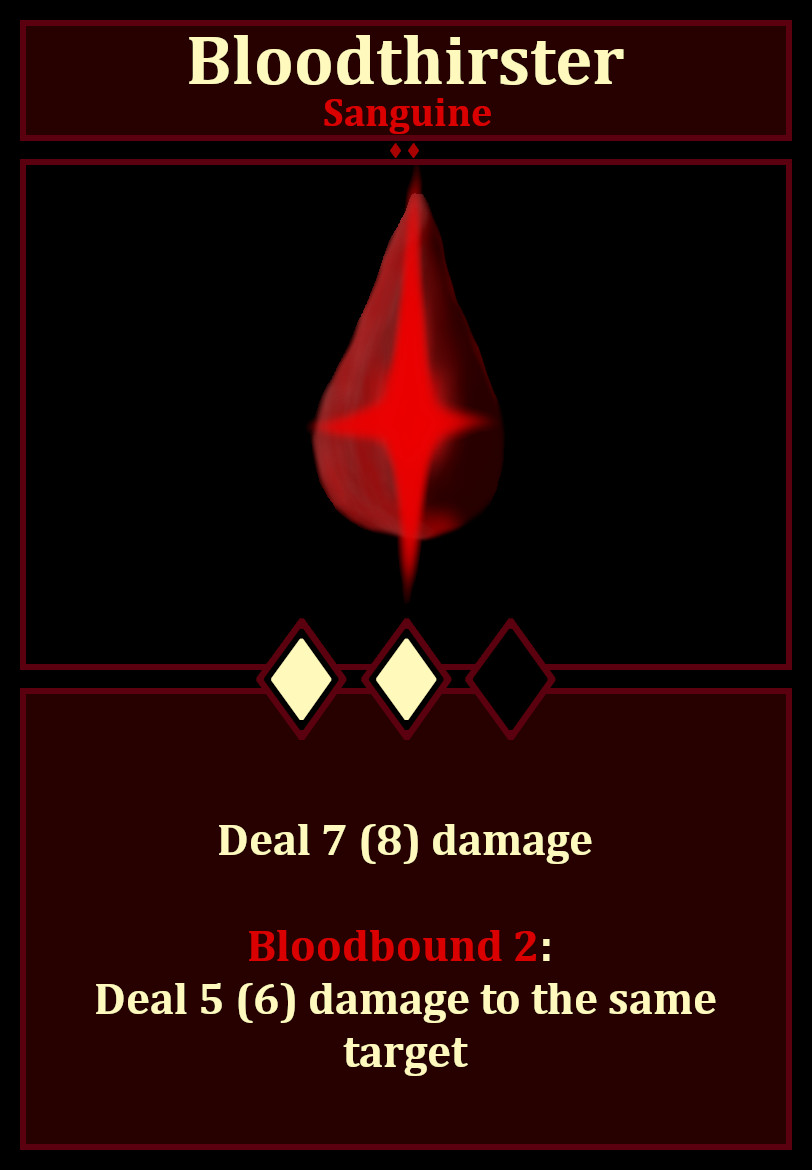 Bloodthirster
Sanguine
Deal 7 (8) damage
Bloodbound 2:
Deal 5 (6) damage to the same
target